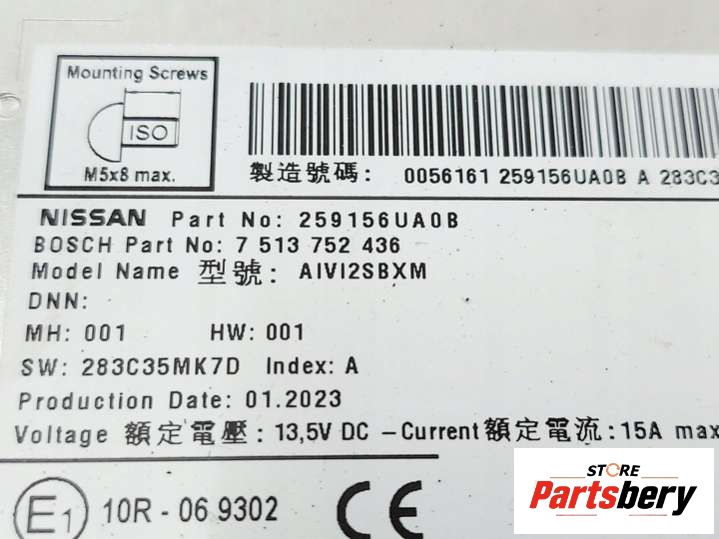 Mounting Screws
ISO
M5x8 max.
製造號碼: 0056161 259156UA0B A 283C3
NISSAN Part No: 259156UA0B
BOSCH Part No: 7 513 752 436
Model Name 型號: AIVI2SBXM
DNN:
MH: 001 HW: 001
SW: 283C35MK7D Index: A
Production Date: 01.2023
Voltage 額定電壓: 13,5V DC – Current 額定電流: 15A max
E1 10R - 06 9302 CE
STORE
Partsbery